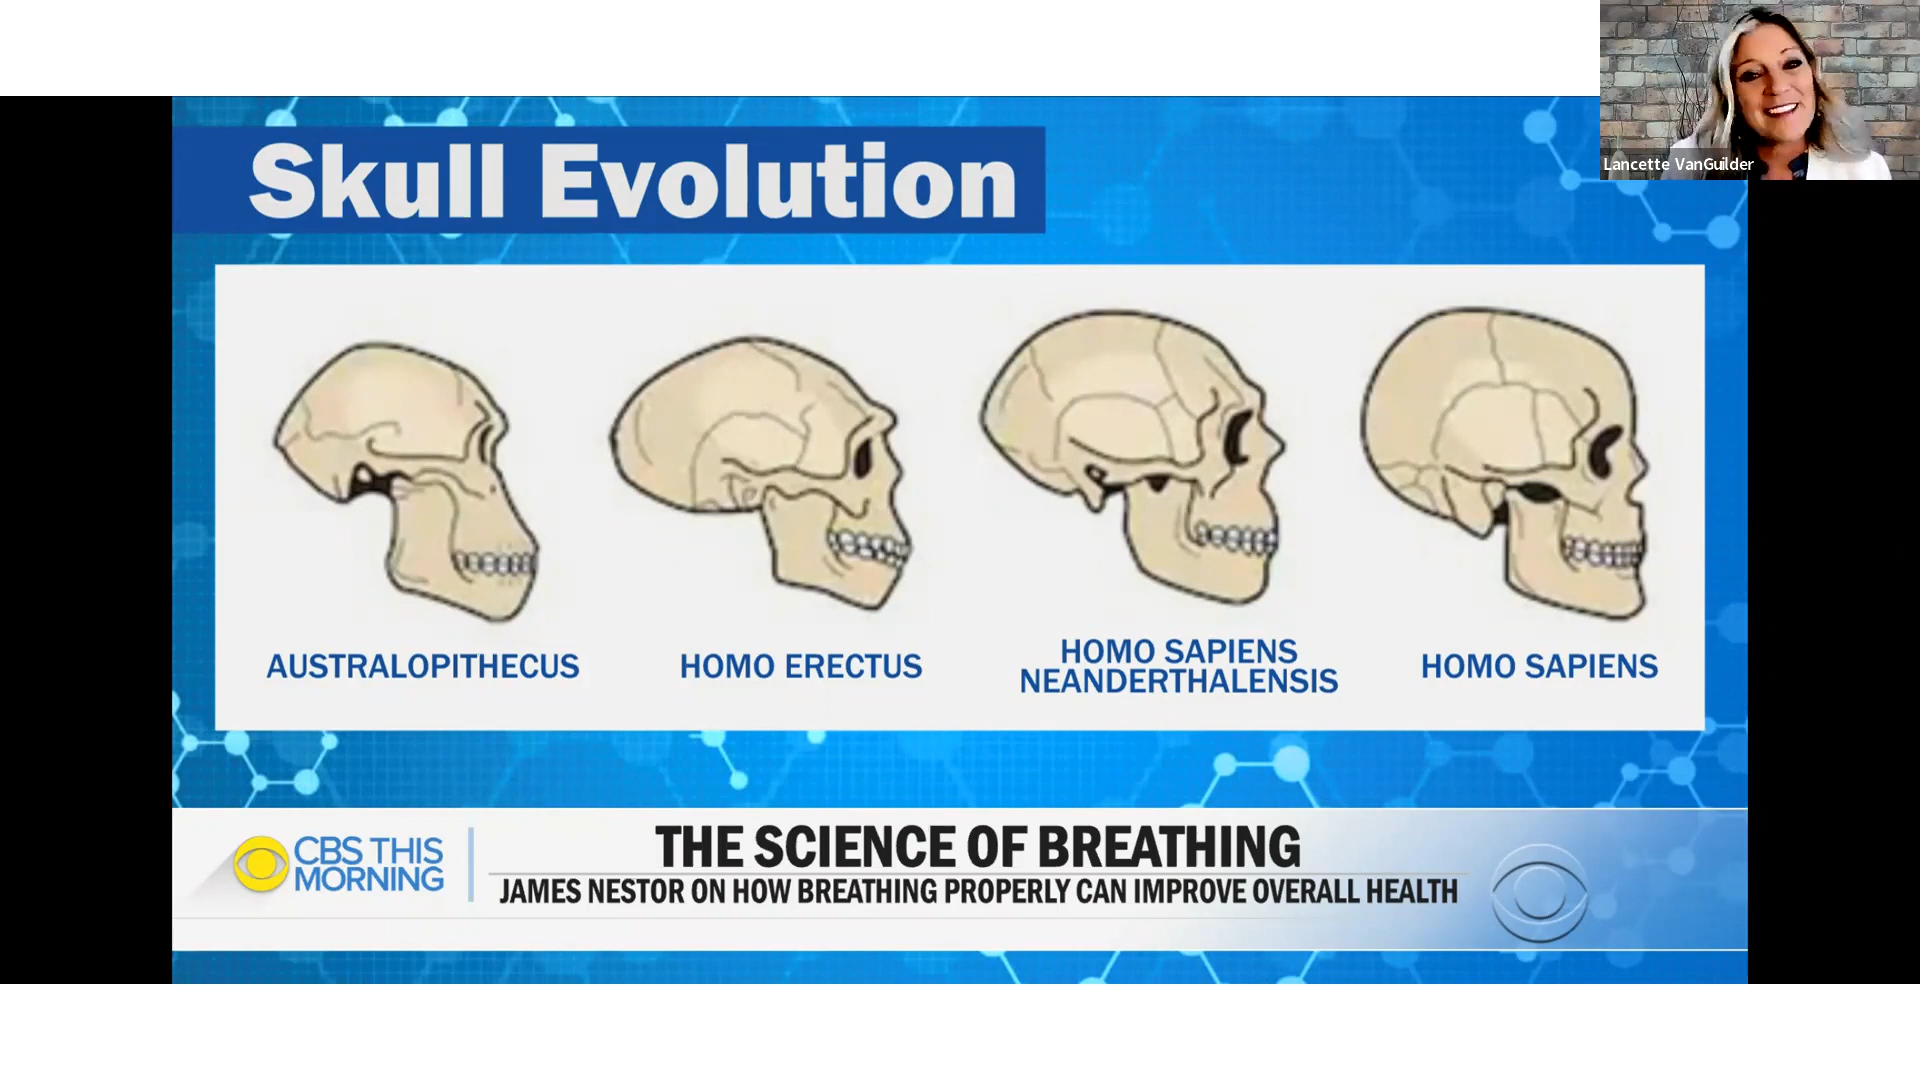 Lancette VanGuilder
Skull Evolution
AUSTRALOPITHECUS
HOMO ERECTUS
HOMO SAPIENS
NEANDERTHALENSIS
HOMO SAPIENS
CBS THIS
MORNING
THE SCIENCE OF BREATHING
JAMES NESTOR ON HOW BREATHING PROPERLY CAN IMPROVE OVERALL HEALTH